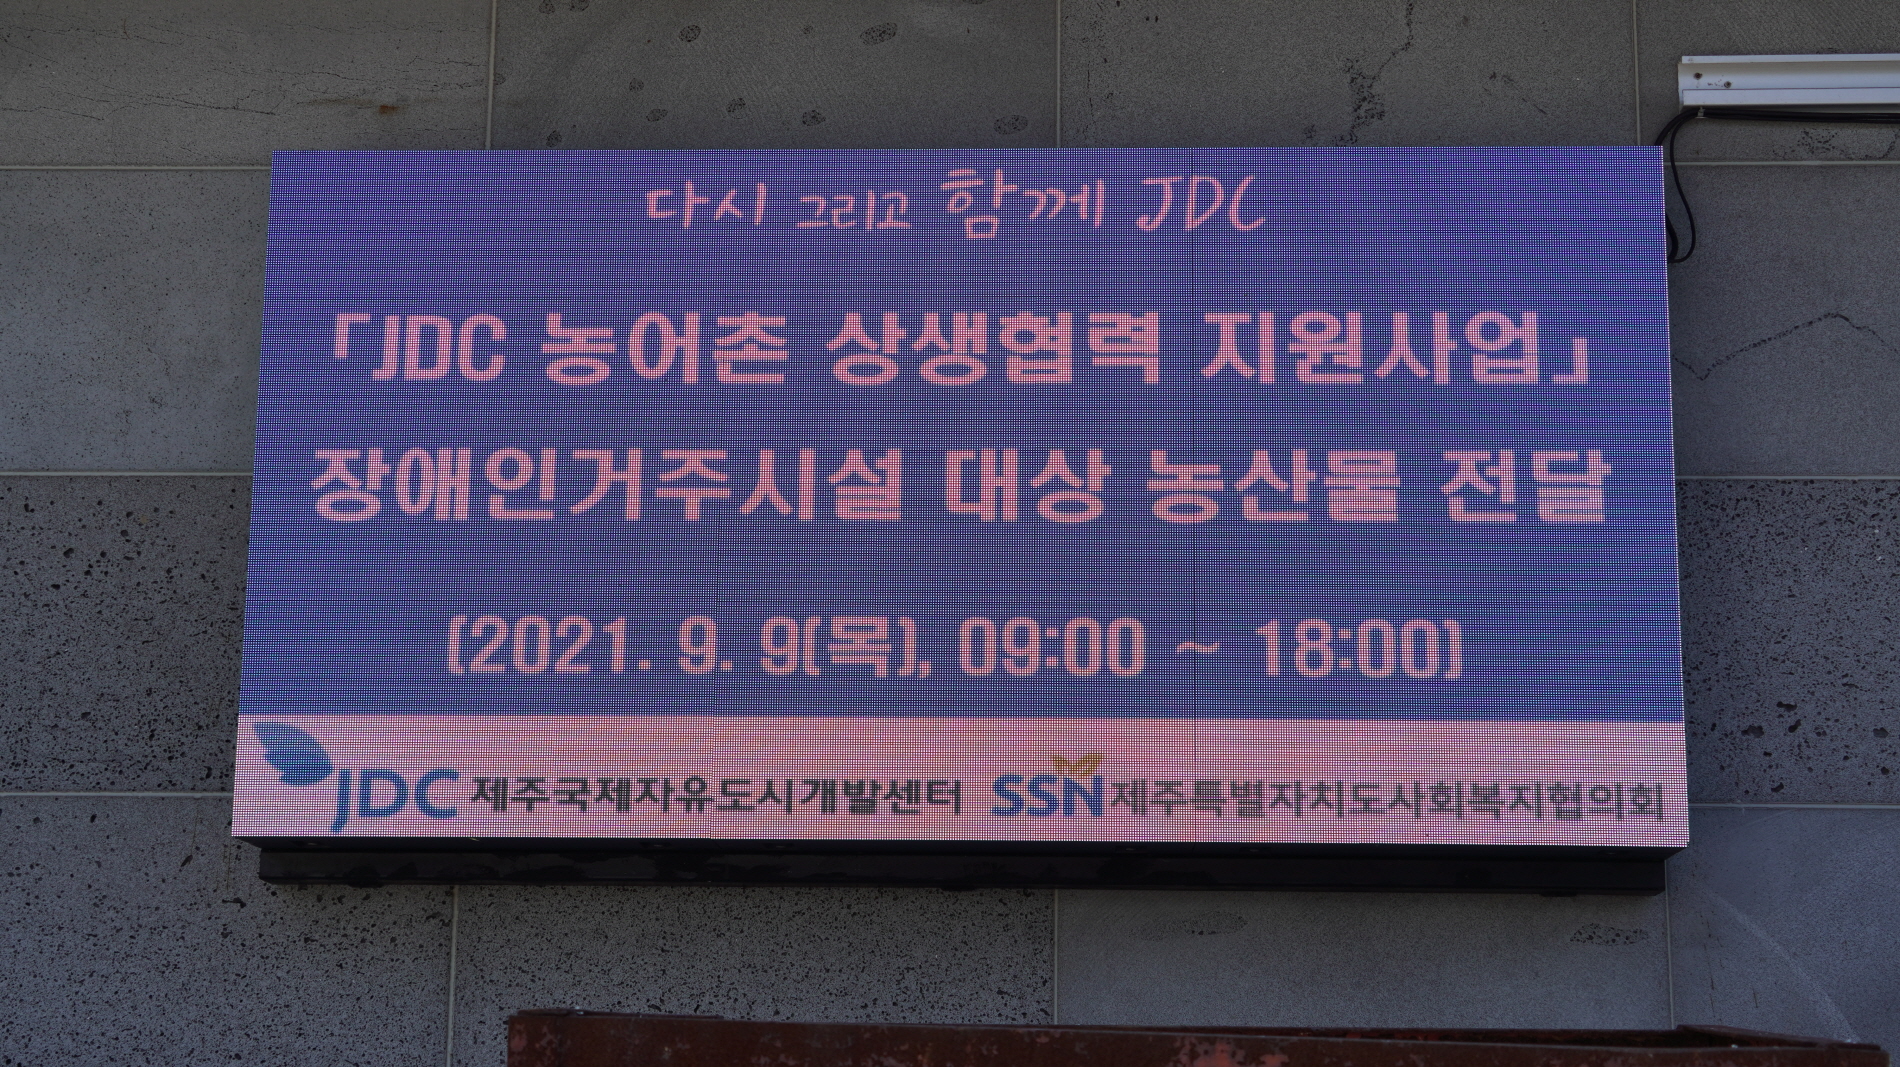 다시 그리고 함께 JDC
「JDC 농어촌 상생협력 지원사업」
장애인거주시설 대상 농산물 전달
(2021. 9. 9(목), 09:00 ~ 18:00)
JDC 제주국제자유도시개발센터 SSN 제주특별자치도사회복지협의회